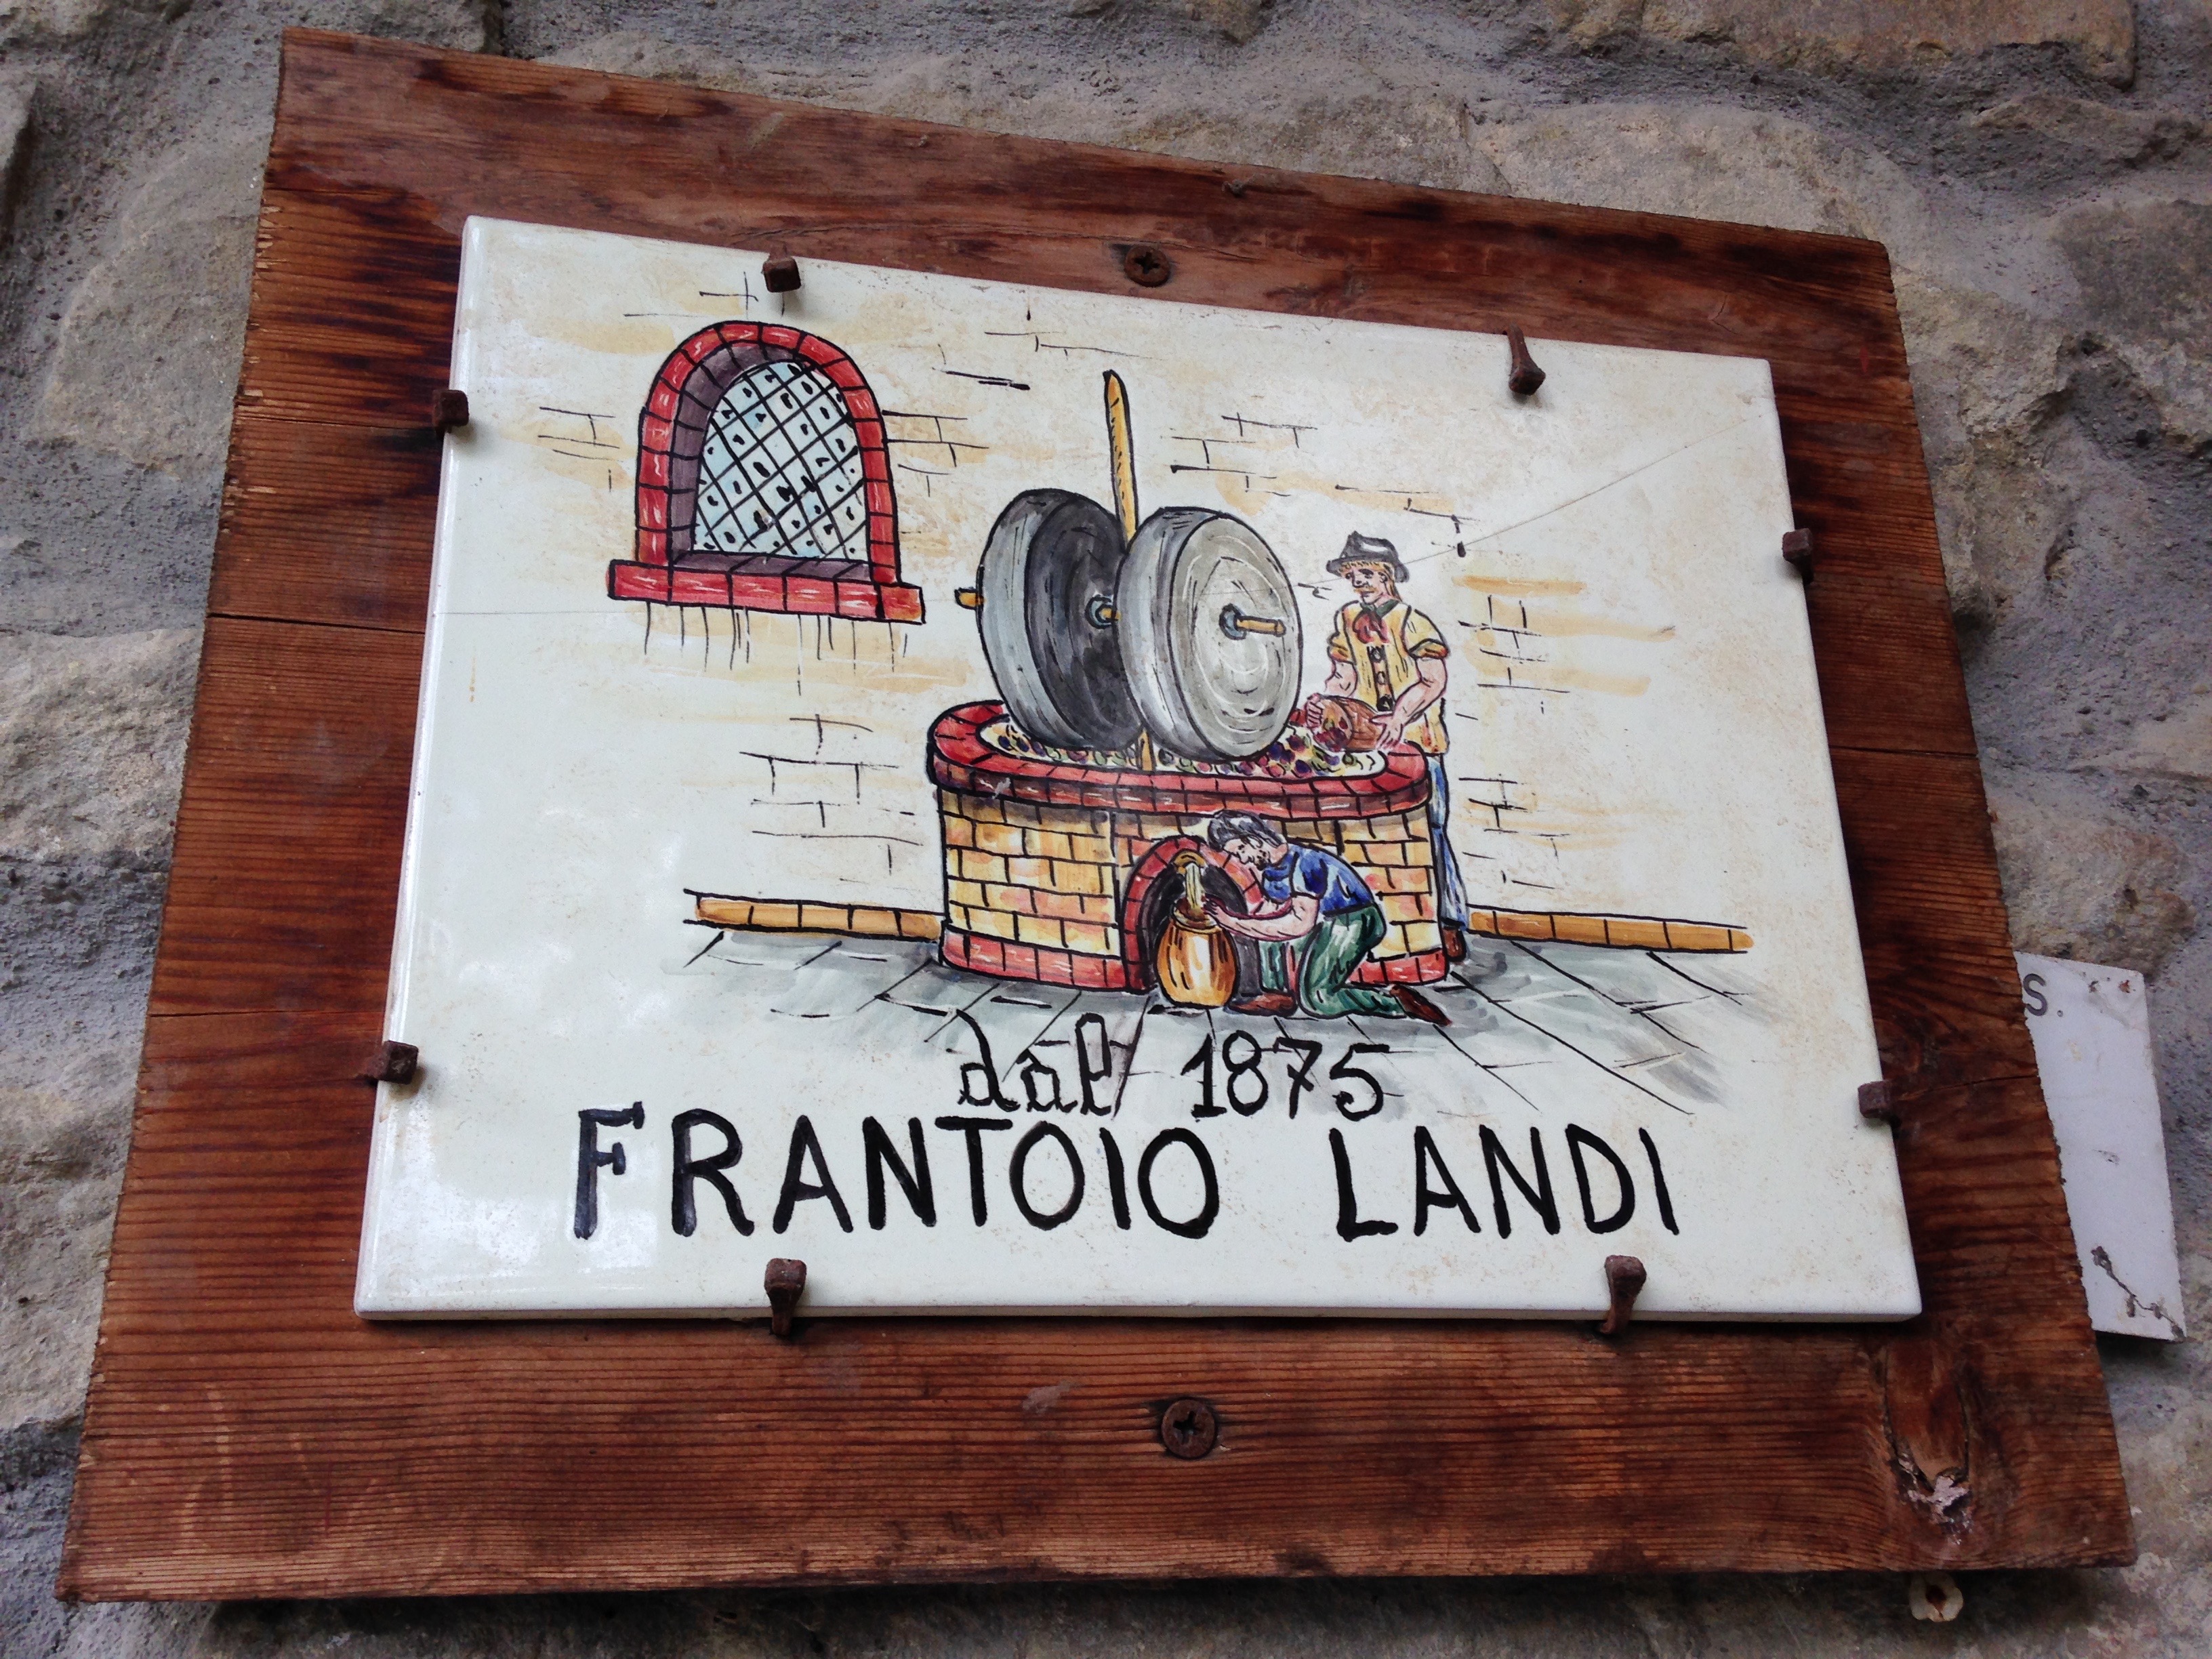 dal 1875
FRANTOIO LANDI
S.